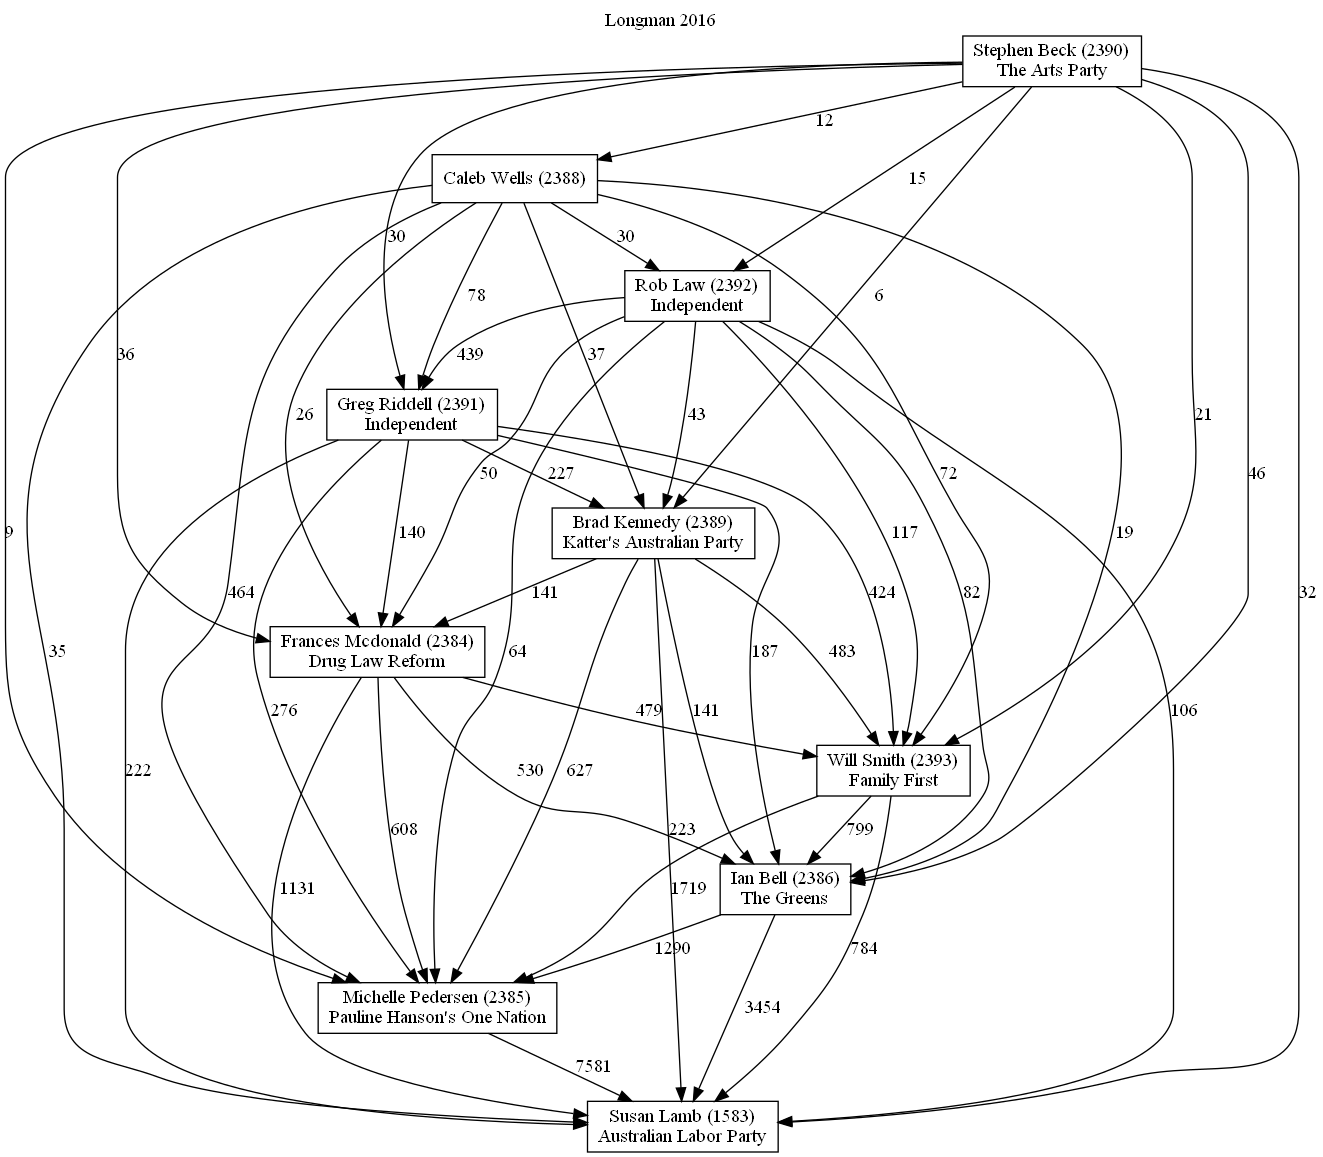 Longman 2016
Stephen Beck (2390)
The Arts Party
12
15
Caleb Wells (2388)
30
30
78
6
Rob Law (2392)
Independent
36
439
37
26
43
21
Greg Riddell (2391)
Independent
50
227
72
46
9
140
117
19
Brad Kennedy (2389)
Katter's Australian Party
464
141
424
82
32
35
Frances Mcdonald (2384)
Drug Law Reform
64
187
483
276
479
141
106
222
530
627
Will Smith (2393)
Family First
608
223
799
1131
1719
Ian Bell (2386)
The Greens
1290
784
Michelle Pedersen (2385)
Pauline Hanson's One Nation
3454
7581
Susan Lamb (1583)
Australian Labor Party